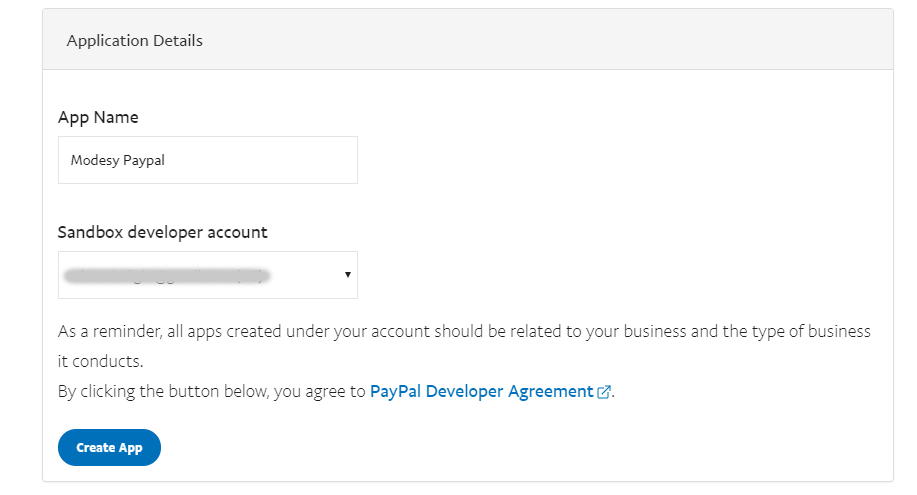 Application Details
App Name
Modesy Paypal
Sandbox developer account
As a reminder, all apps created under your account should be related to your business and the type of business
it conducts.
By clicking the button below, you agree to PayPal Developer Agreement.
Create App